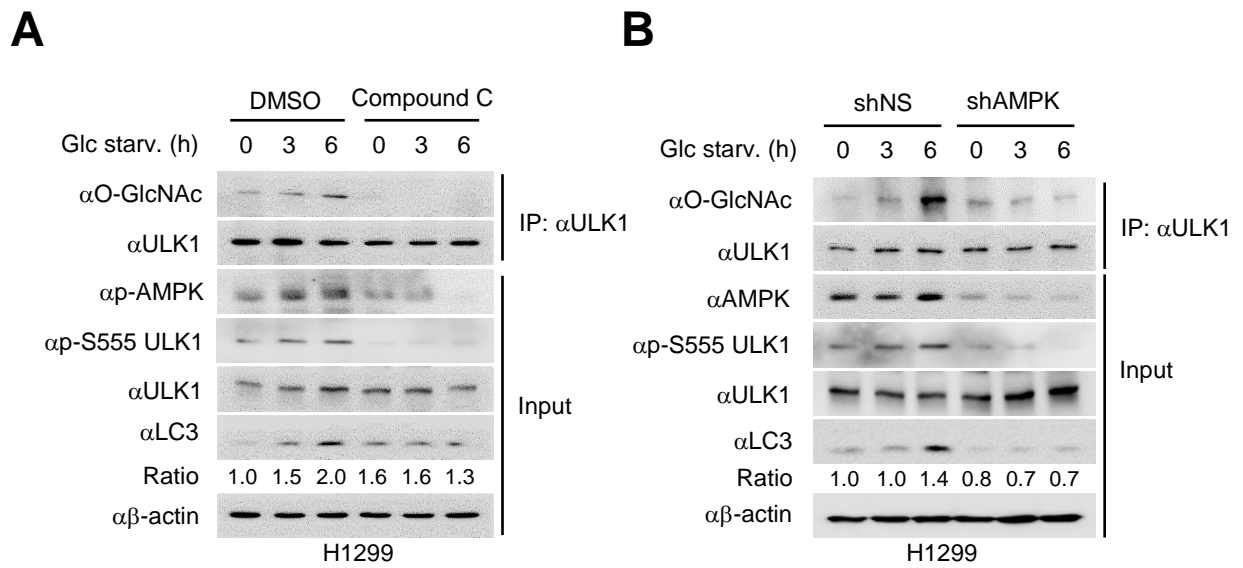 A
DMSO Compound C
Glc starv. (h) 0 3 6 0 3 6
αO-GlcNAc
αULK1
IP: αULK1
αp-AMPK
αp-S555 ULK1
αULK1
αLC3
Input
Ratio 1.0 1.5 2.0 1.6 1.6 1.3
αβ-actin
H1299
B
shNS shAMPK
Glc starv. (h) 0 3 6 0 3 6
αO-GlcNAc
αULK1
IP: αULK1
αAMPK
αp-S555 ULK1
αULK1
αLC3
Input
Ratio 1.0 1.0 1.4 0.8 0.7 0.7
αβ-actin
H1299